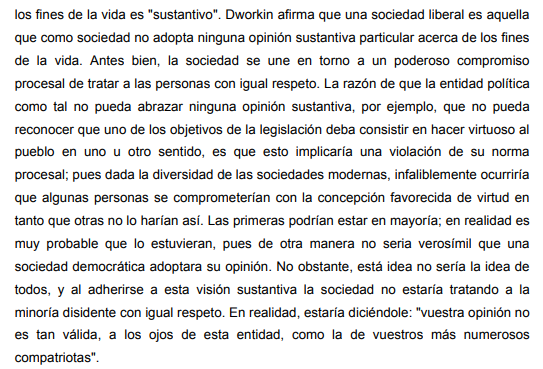 los fines de la vida es "sustantivo". Dworkin afirma que una sociedad liberal es aquella
que como sociedad no adopta ninguna opinión sustantiva particular acerca de los fines
de la vida. Antes bien, la sociedad se une en torno a un poderoso compromiso
procesal de tratar a las personas con igual respeto. La razón de que la entidad política
como tal no pueda abrazar ninguna opinión sustantiva, por ejemplo, que no pueda
reconocer que uno de los objetivos de la legislación deba consistir en hacer virtuoso al
pueblo en uno u otro sentido, es que esto implicaría una violación de su norma
procesal; pues dada la diversidad de las sociedades modernas, infaliblemente ocurriría
que algunas personas se comprometerían con la concepción favorecida de virtud en
tanto que otras no lo harían así. Las primeras podrían estar en mayoría; en realidad es
muy probable que lo estuvieran, pues de otra manera no seria verosímil que una
sociedad democrática adoptara su opinión. No obstante, está idea no sería la idea de
todos, y al adherirse a esta visión sustantiva la sociedad no estaría tratando a la
minoría disidente con igual respeto. En realidad, estaría diciéndole: "vuestra opinión no
es tan válida, a los ojos de esta entidad, como la de vuestros más numerosos
compatriotas".